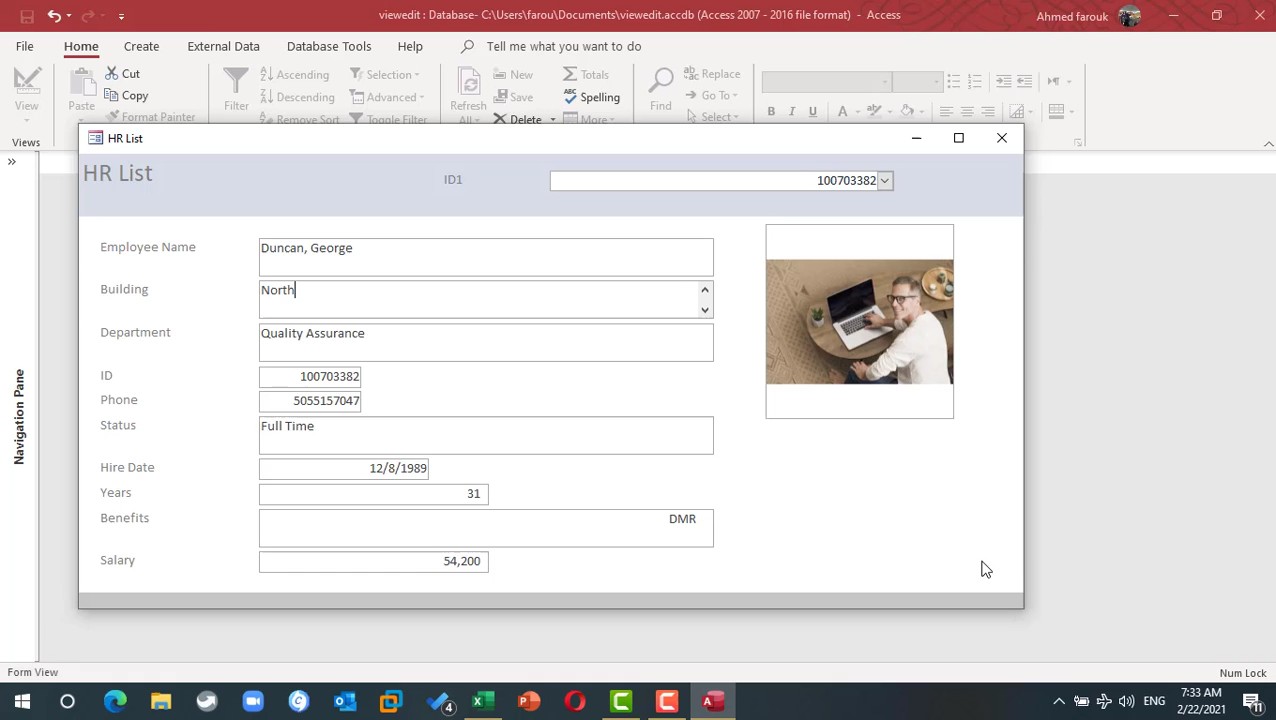 viewedit : Database- C:\Users\farou\Documents\viewedit.accdb (Access 2007 - 2016 file format) - Access
Ahmed farouk
File Home Create External Data Database Tools Help Tell me what you want to do
View
Views
Paste
Cut
Copy
Format Painter
Filter
Ascending
Descending
Remove Sort
Selection
Advanced
Toggle Filter
Refresh
All
New
Save
Delete
Totals
Spelling
More
Find
Replace
Go To
Select
B I U A
Navigation Pane
HR List
HR List
ID1 100703382
Employee Name Duncan, George
Building North
Department Quality Assurance
ID 100703382
Phone 5055157047
Status Full Time
Hire Date 12/8/1989
Years 31
Benefits DMR
Salary 54,200
Form View Num Lock
4
ENG
7:33 AM
2/22/2021
11